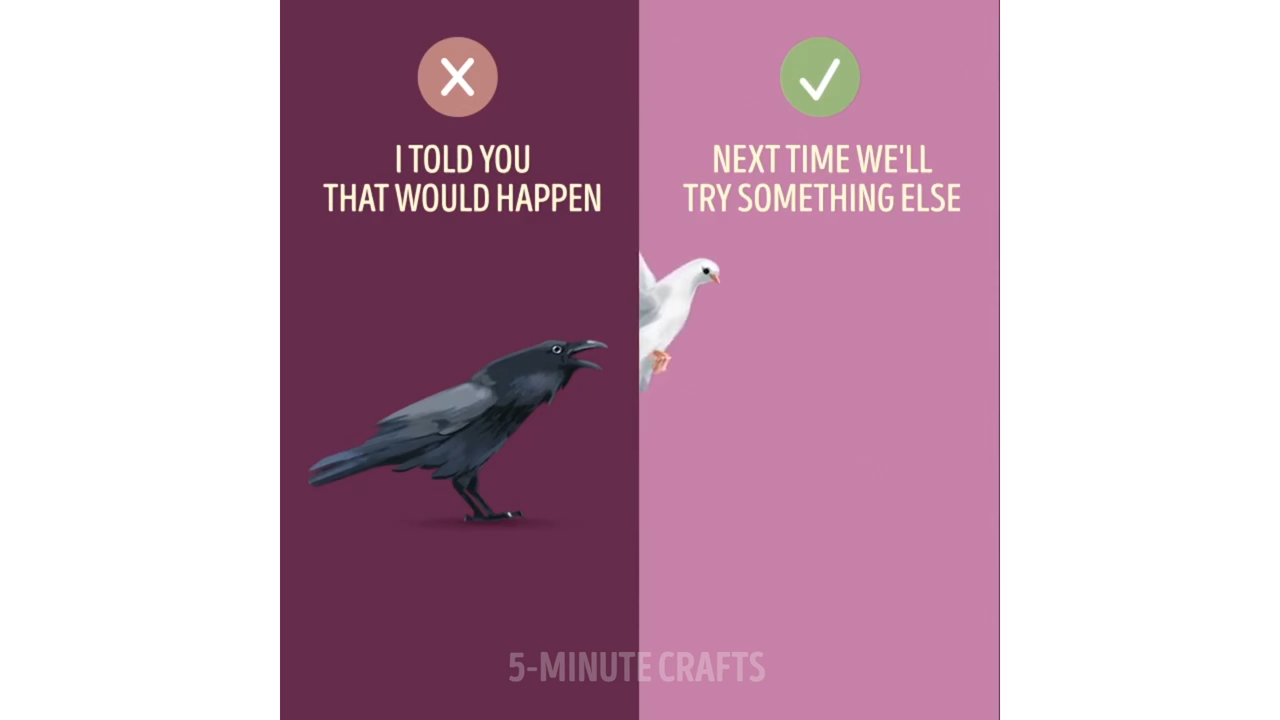 I TOLD YOU
THAT WOULD HAPPEN
NEXT TIME WE'LL
TRY SOMETHING ELSE
5-MINUTE CRAFTS